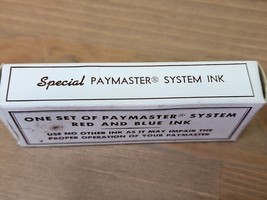 Special PAYMASTER® SYSTEM INK
ONE SET OF PAYMASTER® SYSTEM
RED AND BLUE INK
USE NO OTHER INK AS IT MAY IMPAIR THE
PROPER OPERATION OF YOUR PAYMASTER